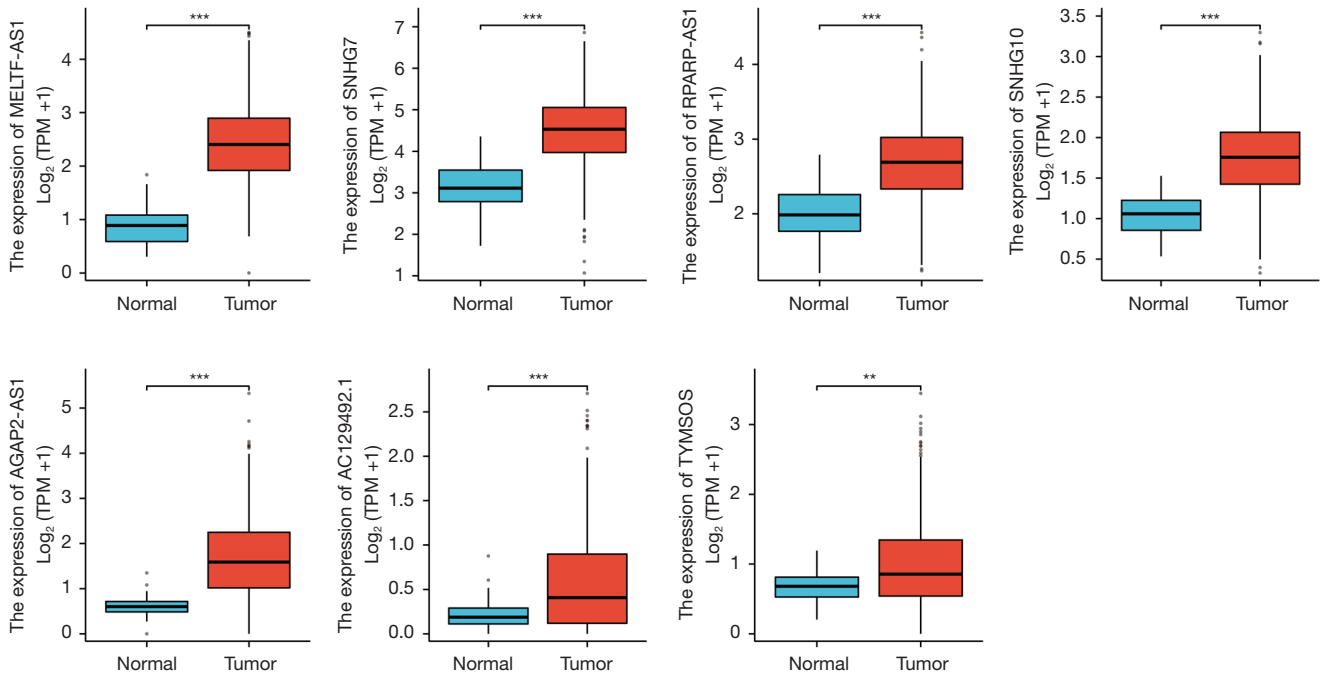 The expression of MELTF-AS1
Log₂ (TPM +1)
4
3
2
1
0
***
Normal
Tumor
The expression of SNHG7
Log₂ (TPM +1)
7
6
5
4
3
2
1
***
Normal
Tumor
The expression of of RPARP-AS1
Log₂ (TPM +1)
4
3
2
***
Normal
Tumor
The expression of SNHG10
Log₂ (TPM +1)
3.5
3.0
2.5
2.0
1.5
1.0
0.5
***
Normal
Tumor
The expression of AGAP2-AS1
Log₂ (TPM +1)
5
4
3
2
1
0
***
Normal
Tumor
The expression of AC129492.1
Log₂ (TPM +1)
2.5
2.0
1.5
1.0
0.5
0.0
***
Normal
Tumor
The expression of TYMSOS
Log₂ (TPM +1)
3
2
1
0
**
Normal
Tumor